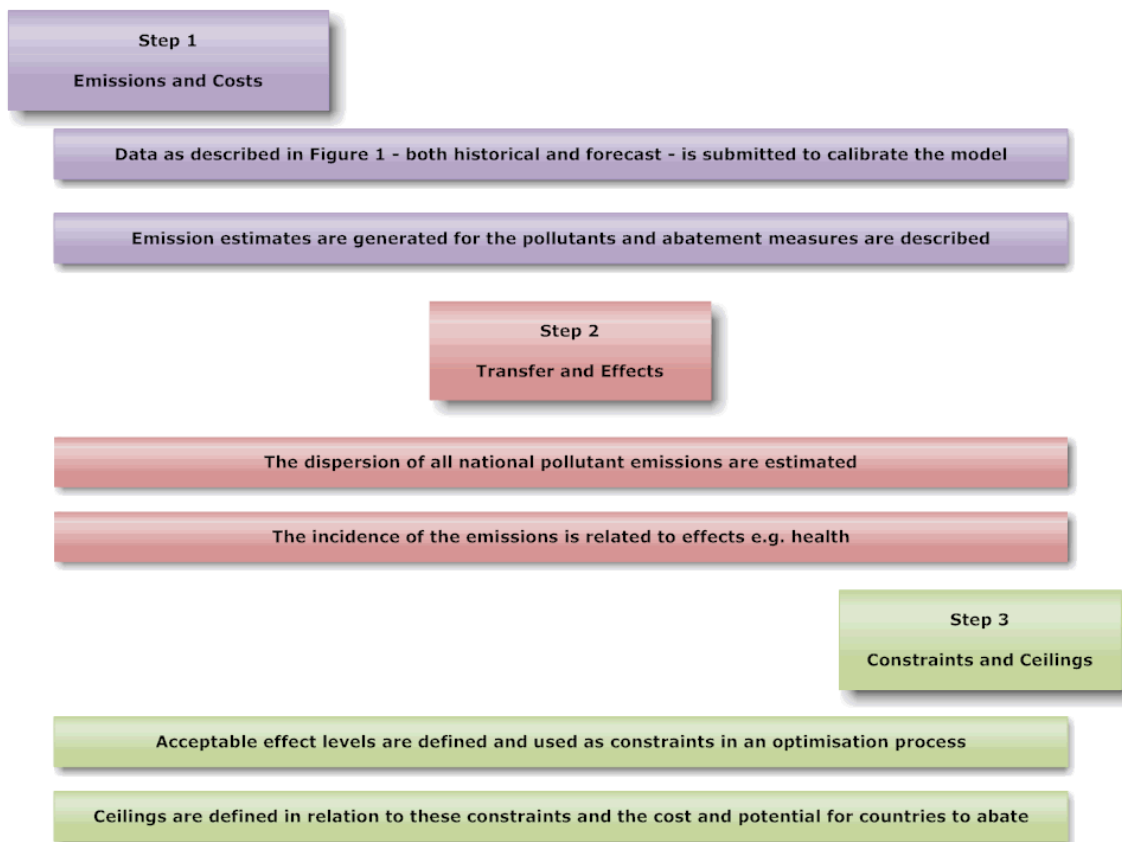 Step 1
Emissions and Costs
Data as described in Figure 1 - both historical and forecast - is submitted to calibrate the model
Emission estimates are generated for the pollutants and abatement measures are described
Step 2
Transfer and Effects
The dispersion of all national pollutant emissions are estimated
The incidence of the emissions is related to effects e.g. health
Step 3
Constraints and Ceilings
Acceptable effect levels are defined and used as constraints in an optimisation process
Ceilings are defined in relation to these constraints and the cost and potential for countries to abate